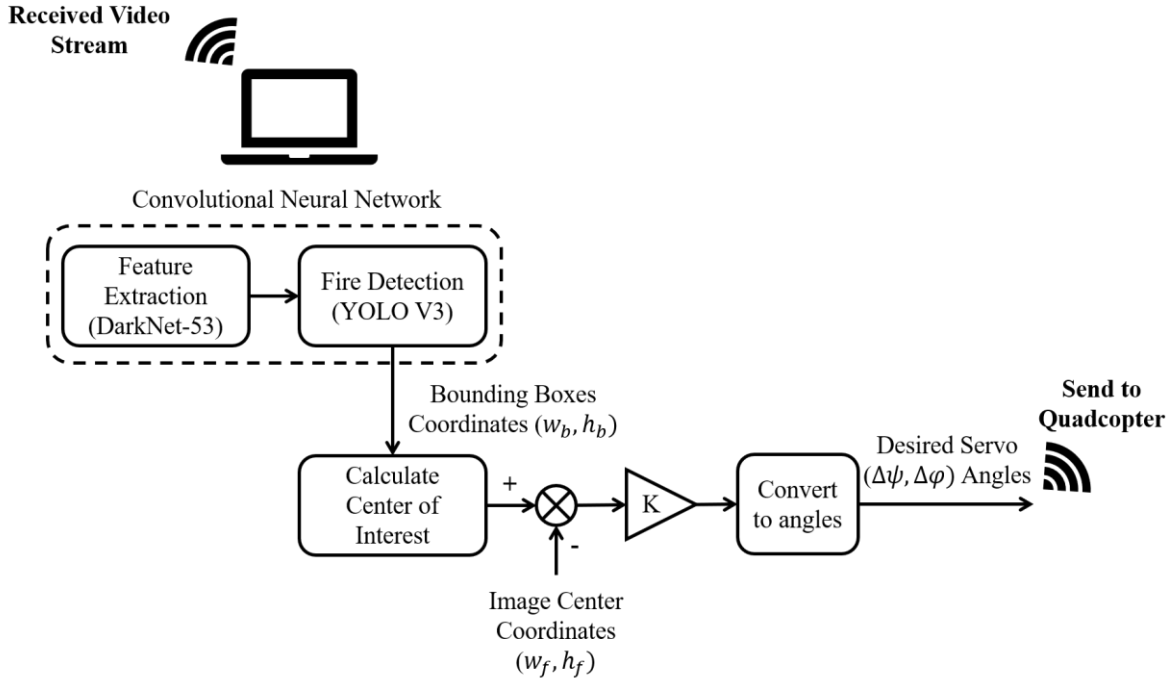 Received Video
Stream
Convolutional Neural Network
Feature
Extraction
(DarkNet-53)
Fire Detection
(YOLO V3)
Bounding Boxes
Coordinates (w_b, h_b)
Calculate
Center of
Interest
+
-
Image Center
Coordinates
(w_f, h_f)
K
Convert
to angles
Desired Servo
(Δψ, Δφ) Angles
Send to
Quadcopter